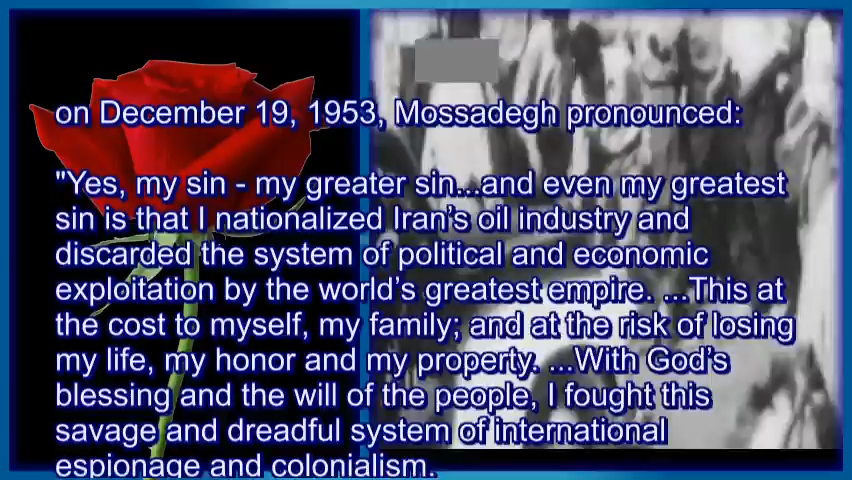 on December 19, 1953, Mossadegh pronounced:
"Yes, my sin - my greater sin...and even my greatest
sin is that I nationalized Iran's oil industry and
discarded the system of political and economic
exploitation by the world's greatest empire. ...This at
the cost to myself, my family; and at the risk of losing
my life, my honor and my property. ...With God's
blessing and the will of the people, I fought this
savage and dreadful system of international
espionage and colonialism.